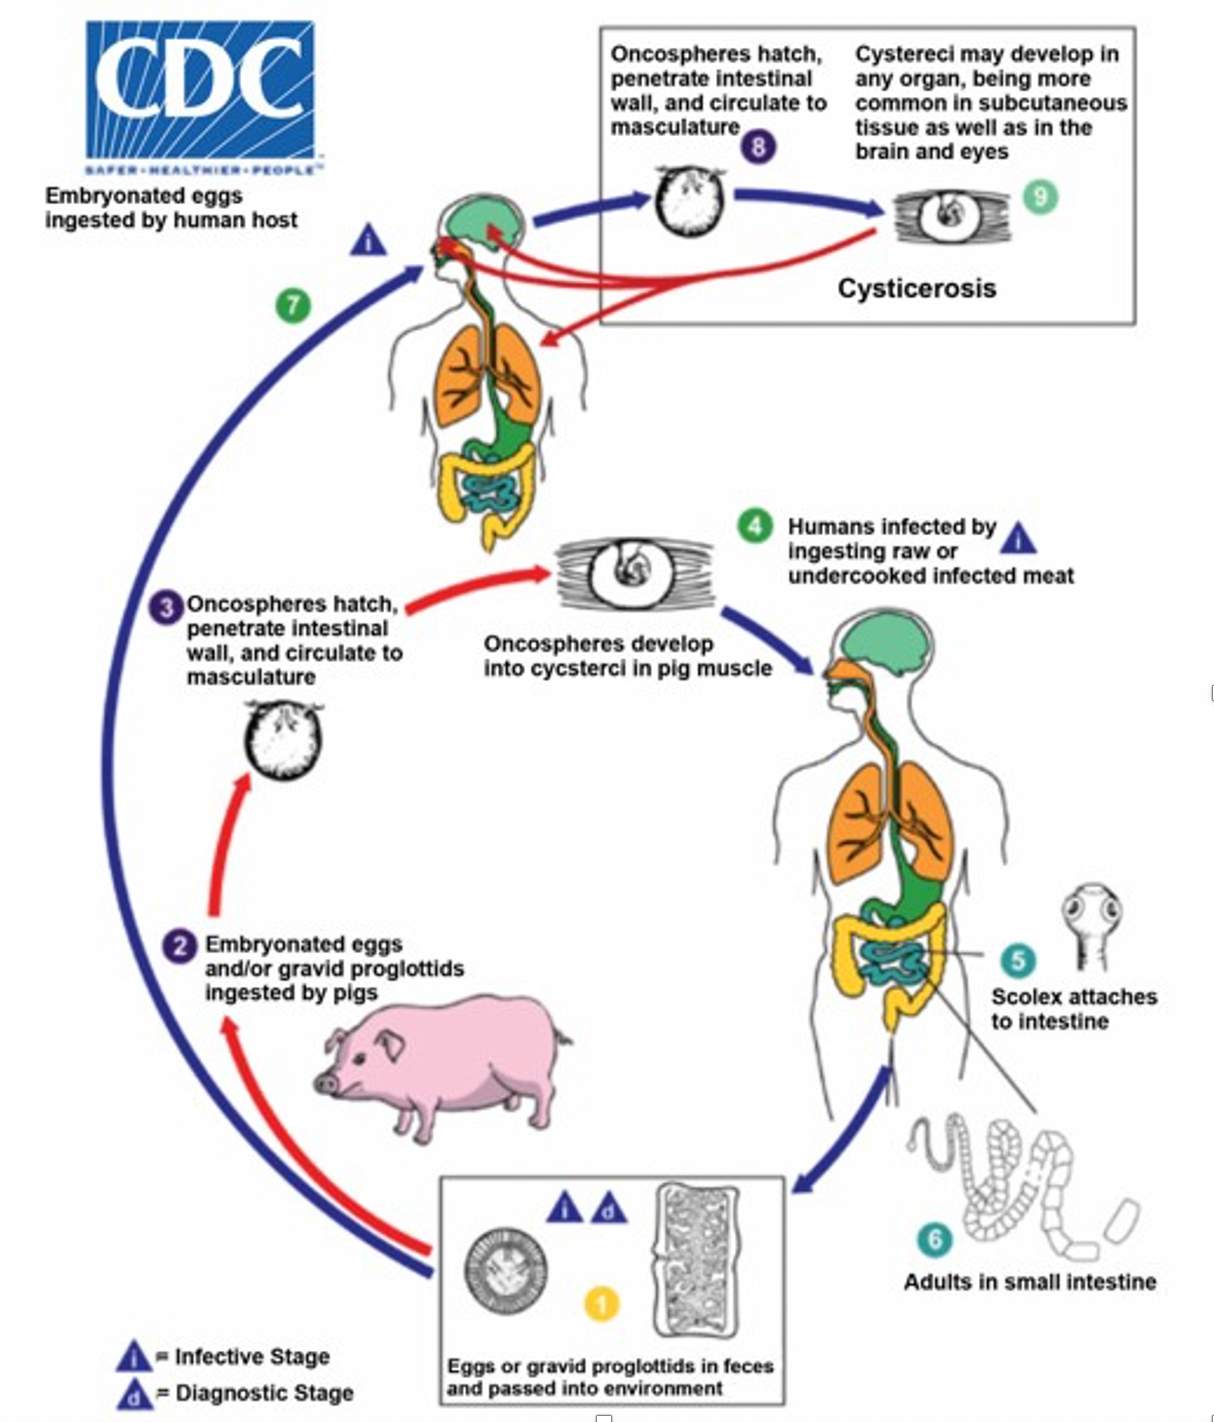 CDC
SAFER·HEALTHIER·PEOPLE™
Embryonated eggs
ingested by human host
i
7
Oncospheres hatch,
penetrate intestinal
wall, and circulate to
masculature
8
Cystereci may develop in
any organ, being more
common in subcutaneous
tissue as well as in the
brain and eyes
9
Cysticerosis
4
Humans infected by
ingesting raw or
undercooked infected meat
i
3
Oncospheres hatch,
penetrate intestinal
wall, and circulate to
masculature
Oncospheres develop
into cycsterci in pig muscle
2
Embryonated eggs
and/or gravid proglottids
ingested by pigs
5
Scolex attaches
to intestine
6
Adults in small intestine
i
d
1
Eggs or gravid proglottids in feces
and passed into environment
i = Infective Stage
d = Diagnostic Stage